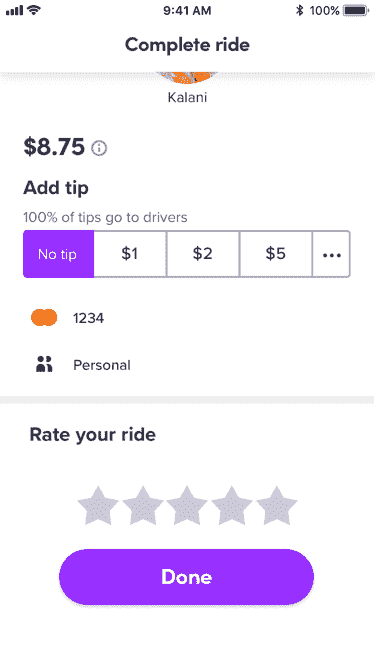 9:41 AM 100%
Complete ride
Kalani
$8.75
Add tip
100% of tips go to drivers
No tip $1 $2 $5 •••
1234
Personal
Rate your ride
Done